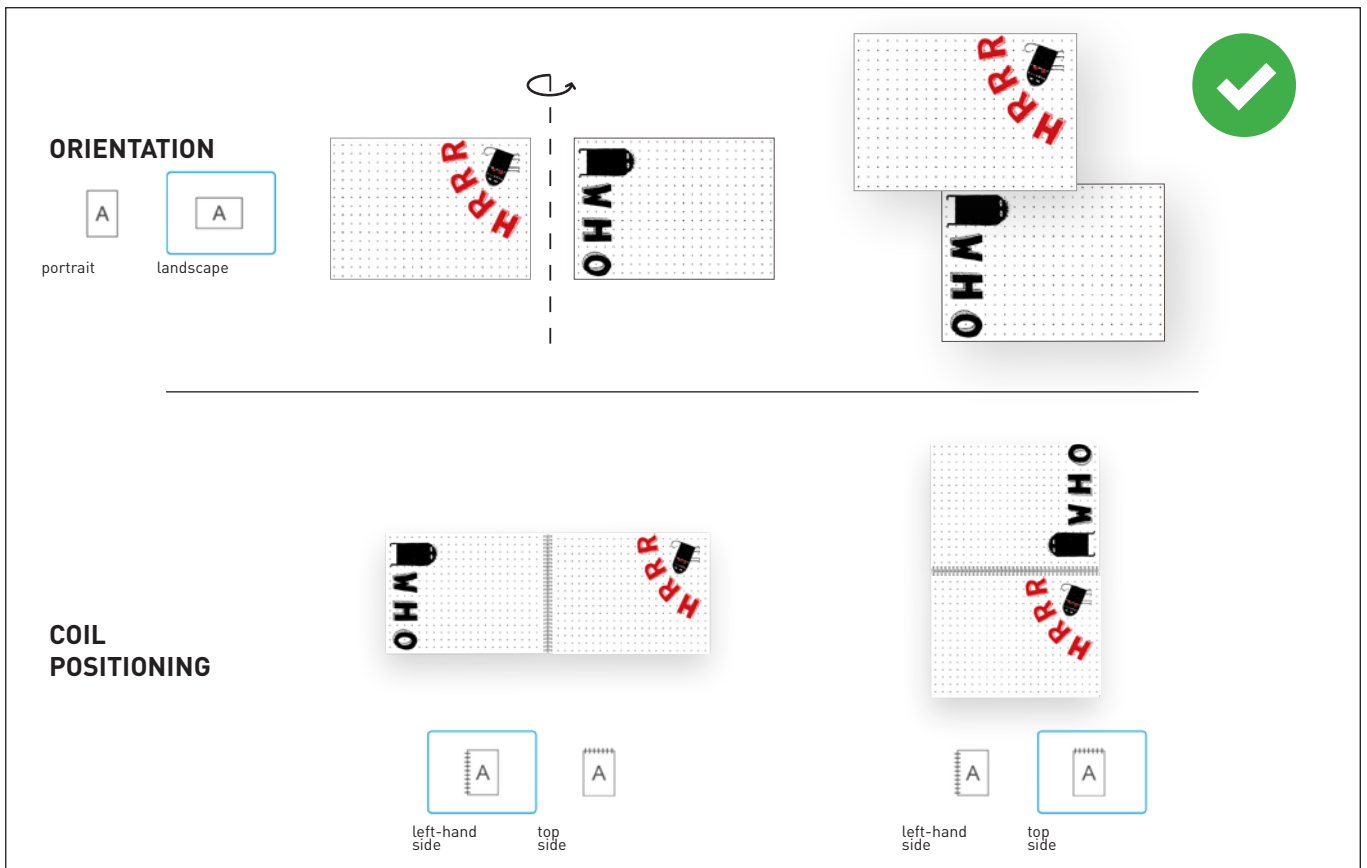 ORIENTATION
A
A
portrait
landscape
HRRR
WHO
HRRR
WHO
COIL
POSITIONING
WHO
HRRR
WHO
HRRR
A
A
left-hand
side
top
side
A
A
left-hand
side
top
side